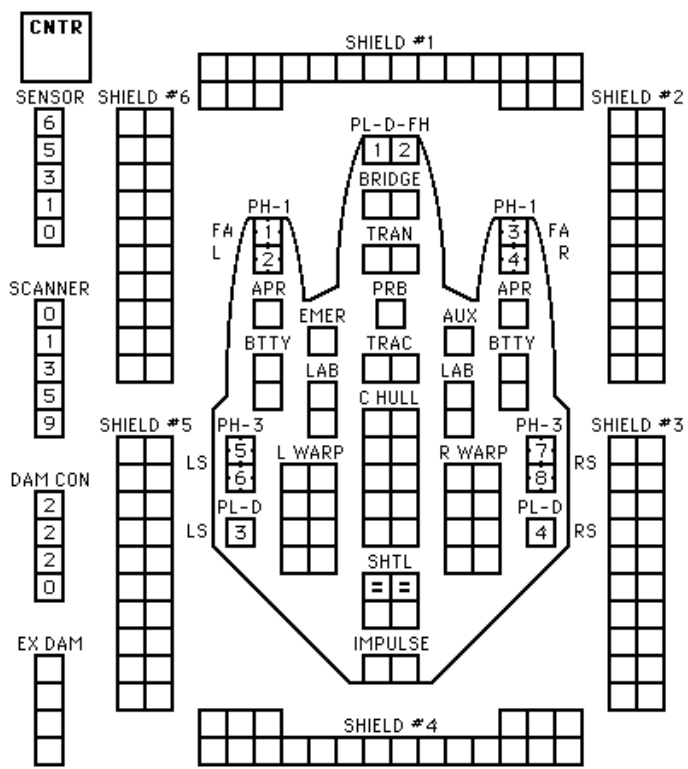 CNTR
SHIELD #1
SENSOR
6
5
3
1
0
SHIELD #6
SHIELD #2
PL-D-FH
1 2
BRIDGE
PH-1
FA
L
1
2
TRAN
PH-1
3
4
FA
R
SCANNER
0
1
3
5
9
APR
PRB
APR
EMER
AUX
BTTY
TRAC
BTTY
LAB
LAB
C HULL
SHIELD #5
PH-3
LS
5
6
L WARP
R WARP
PH-3
7
8
RS
SHIELD #3
DAM CON
2
2
2
0
PL-D
LS
3
PL-D
4
RS
SHTL
= =
IMPULSE
EX DAM
SHIELD #4